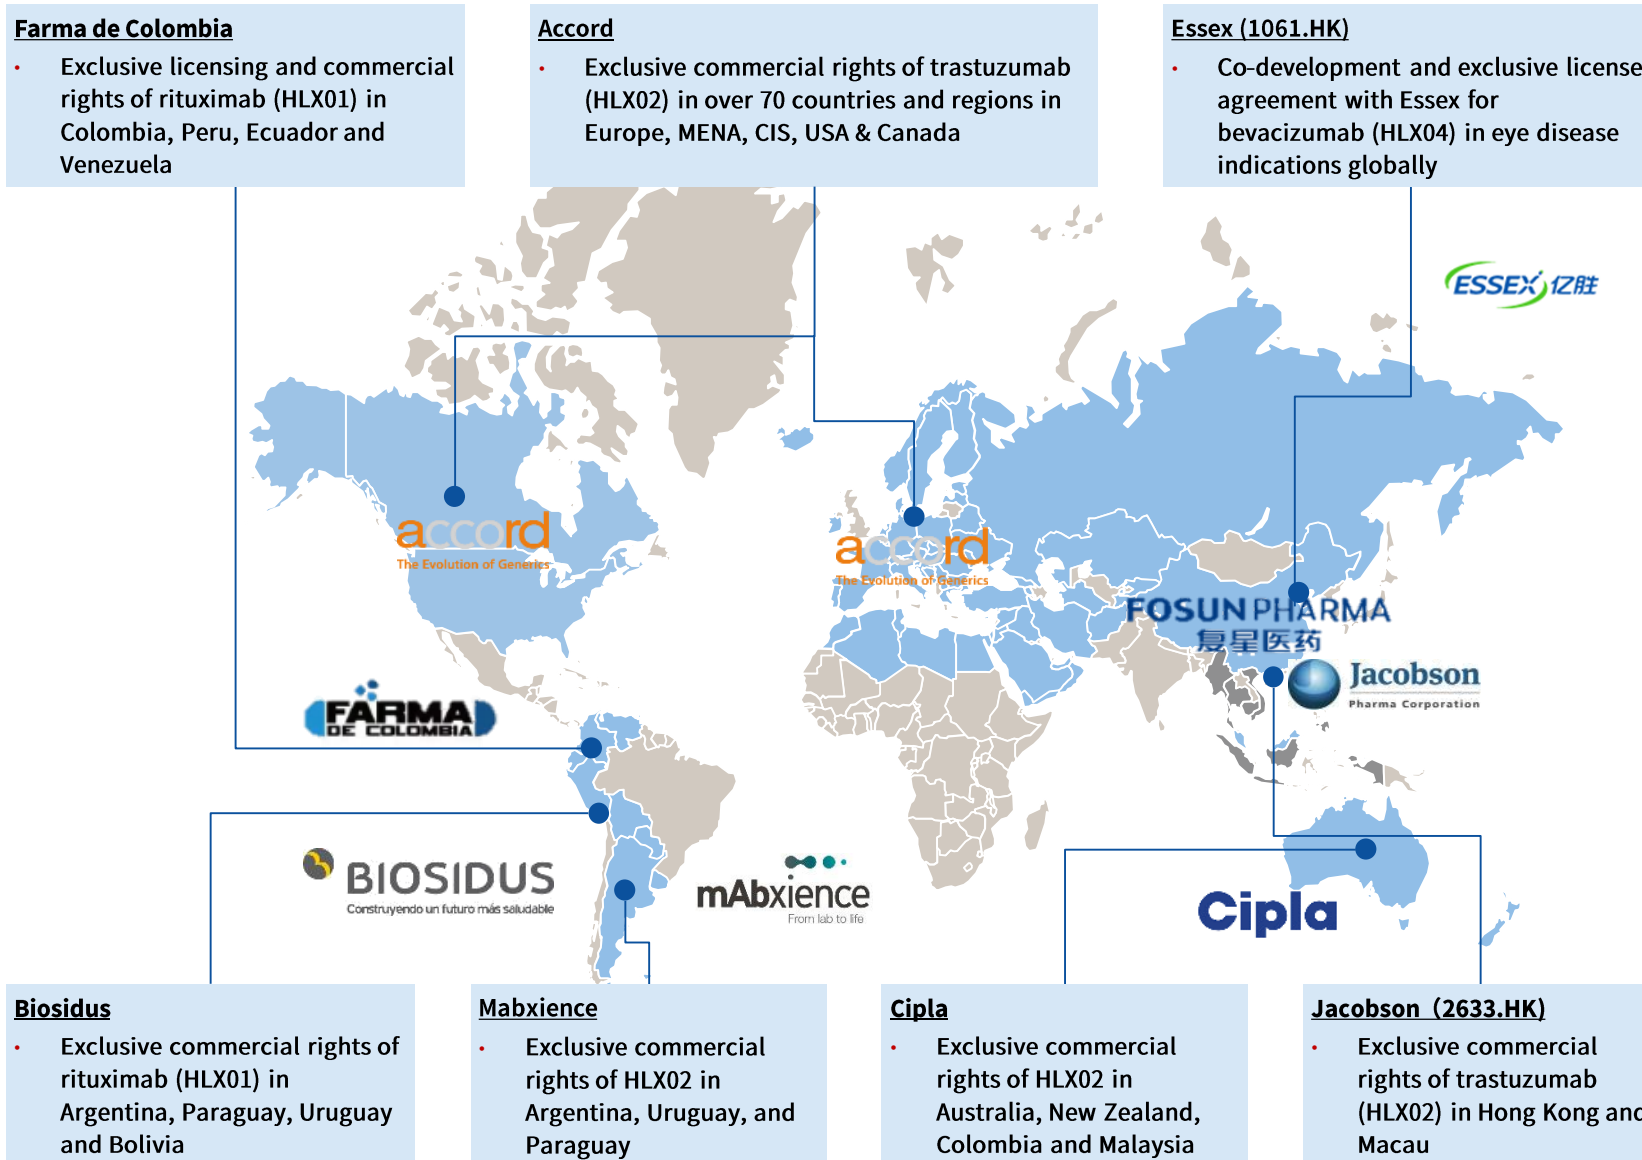 Farma de Colombia
• Exclusive licensing and commercial
rights of rituximab (HLX01) in
Colombia, Peru, Ecuador and
Venezuela
Accord
• Exclusive commercial rights of trastuzumab
(HLX02) in over 70 countries and regions in
Europe, MENA, CIS, USA & Canada
Essex (1061.HK)
• Co-development and exclusive license
agreement with Essex for
bevacizumab (HLX04) in eye disease
indications globally
ESSEX 亿胜
accord
The Evolution of Generics
accord
The Evolution of Generics
FOSUN PHARMA
复星医药
Jacobson
Pharma Corporation
FARMA
DE COLOMBIA
BIOSIDUS
Construyendo un futuro más saludable
mAbxience
From lab to life
Cipla
Biosidus
• Exclusive commercial rights of
rituximab (HLX01) in
Argentina, Paraguay, Uruguay
and Bolivia
Mabxience
• Exclusive commercial
rights of HLX02 in
Argentina, Uruguay, and
Paraguay
Cipla
• Exclusive commercial
rights of HLX02 in
Australia, New Zealand,
Colombia and Malaysia
Jacobson（2633.HK)
• Exclusive commercial
rights of trastuzumab
(HLX02) in Hong Kong and
Macau